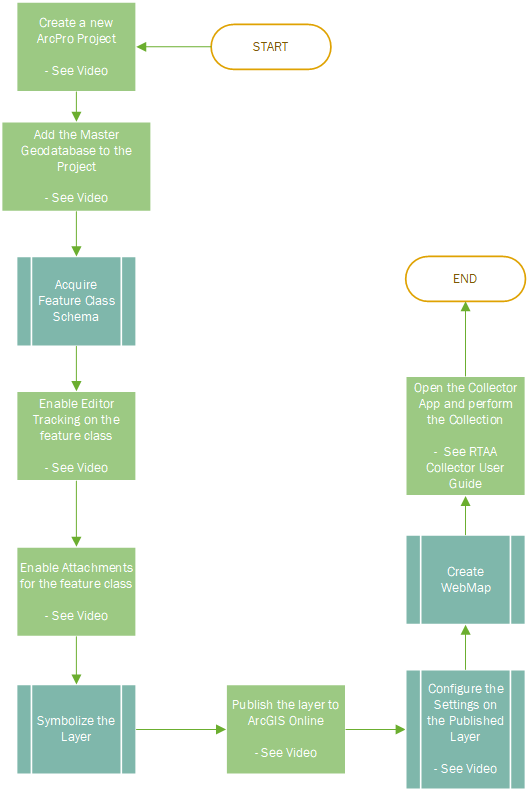 START
Create a new
ArcPro Project
- See Video
Add the Master
Geodatabase to the
Project
- See Video
Acquire
Feature Class
Schema
Enable Editor
Tracking on the
feature class
- See Video
Enable Attachments
for the feature class
- See Video
Symbolize the
Layer
Publish the layer to
ArcGIS Online
- See Video
Configure the
Settings on
the Published
Layer
- See Video
Create
WebMap
Open the Collector
App and perform
the Collection
- See RTAA
Collector User
Guide
END